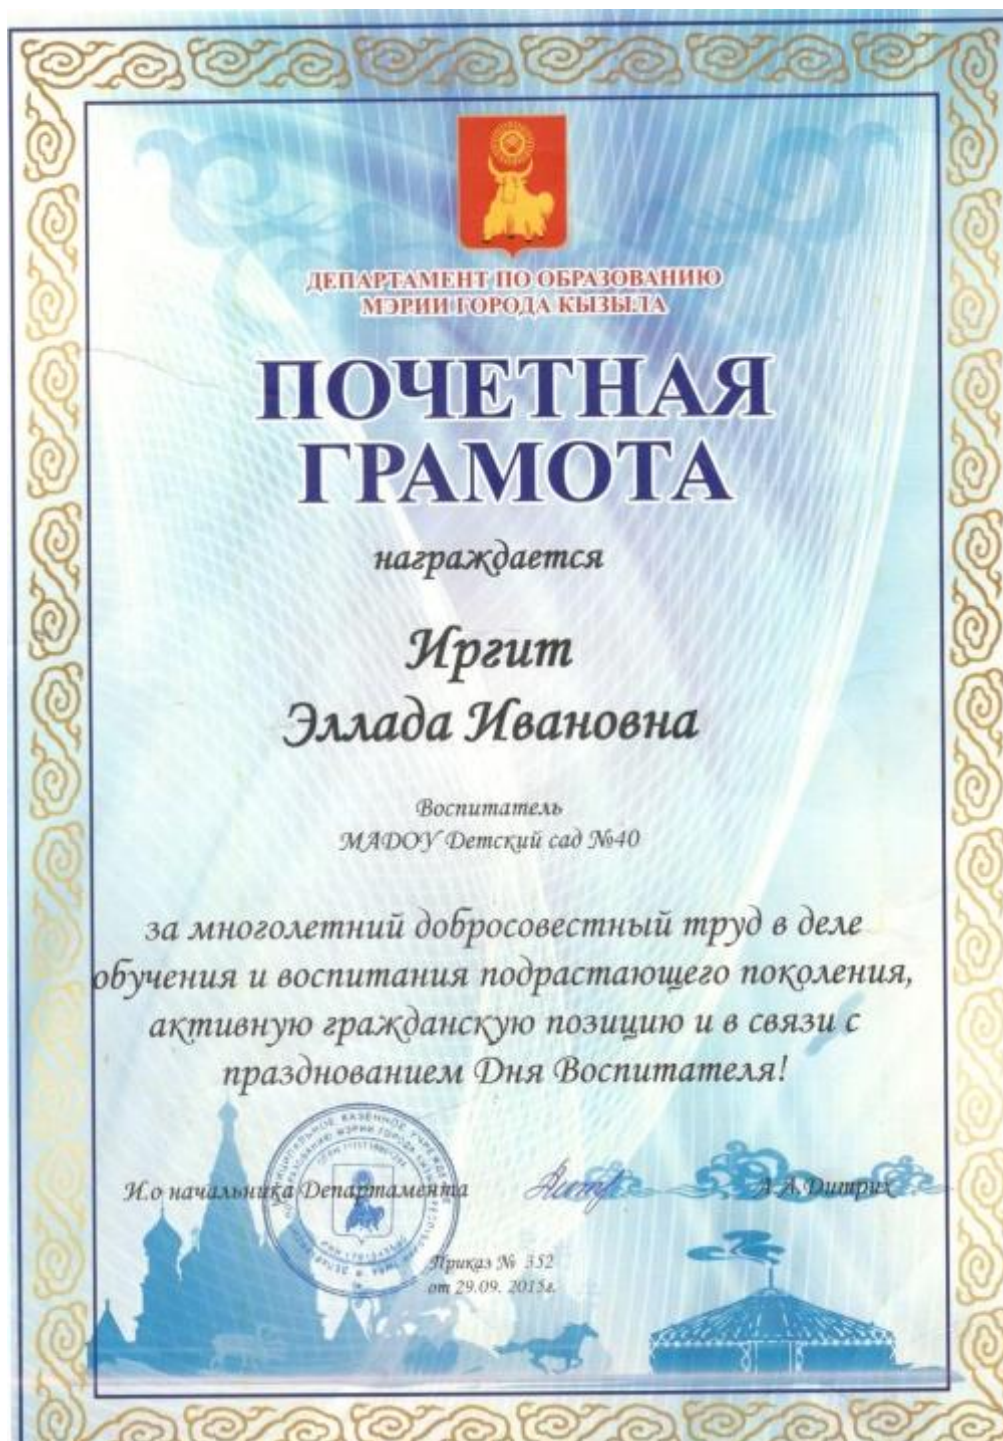 ДЕПАРТАМЕНТ ПО ОБРАЗОВАНИЮ
МЭРИИ ГОРОДА КЫЗЫЛА
ПОЧЕТНАЯ
ГРАМОТА
награждается
Иргит
Эллада Ивановна
Воспитатель
МАДОУ Детский сад №40
за многолетний добросовестный труд в деле
обучения и воспитания подрастающего поколения,
активную гражданскую позицию и в связи с
празднованием Дня Воспитателя!
И.о начальника Департамента А.А.Дитрих
Приказ № 352
от 29.09. 2015г.